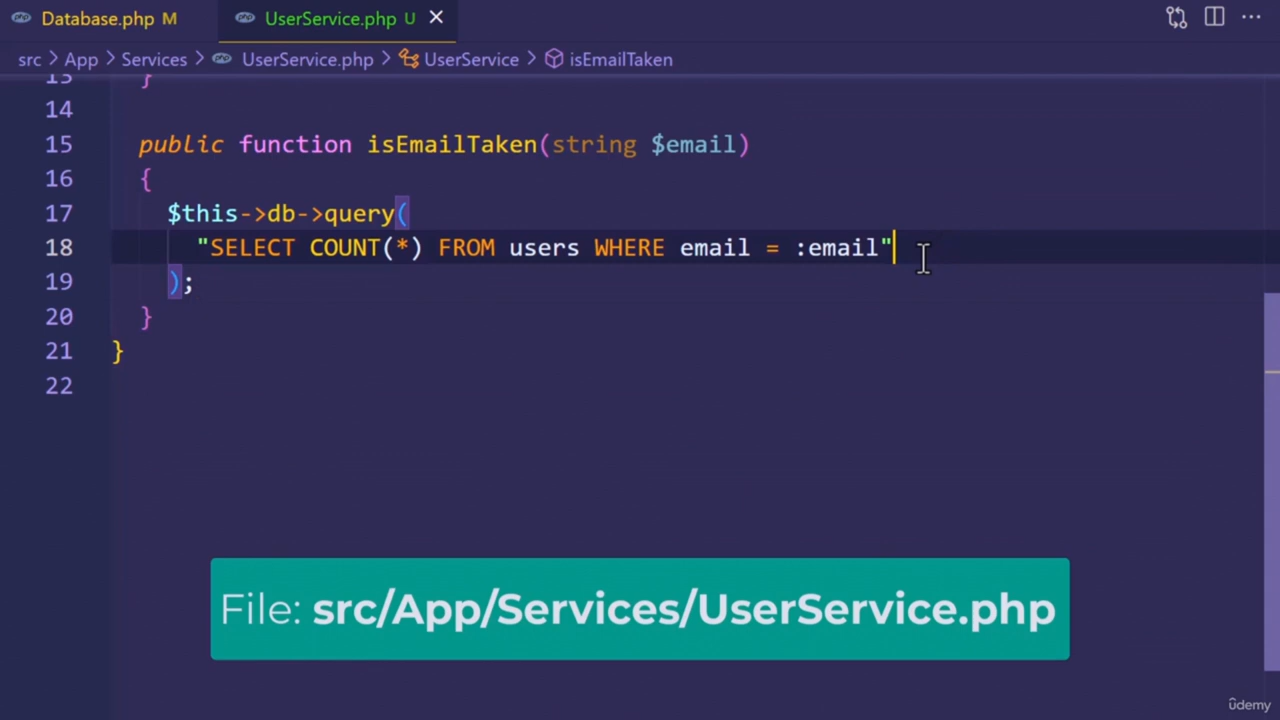 Database.php M UserService.php U
src > App > Services > UserService.php > UserService > isEmailTaken
13 }
14
15 public function isEmailTaken(string $email)
16 {
17 $this->db->query(
18 "SELECT COUNT(*) FROM users WHERE email = :email"
19 );
20 }
21 }
22
File: src/App/Services/UserService.php
ûdemy